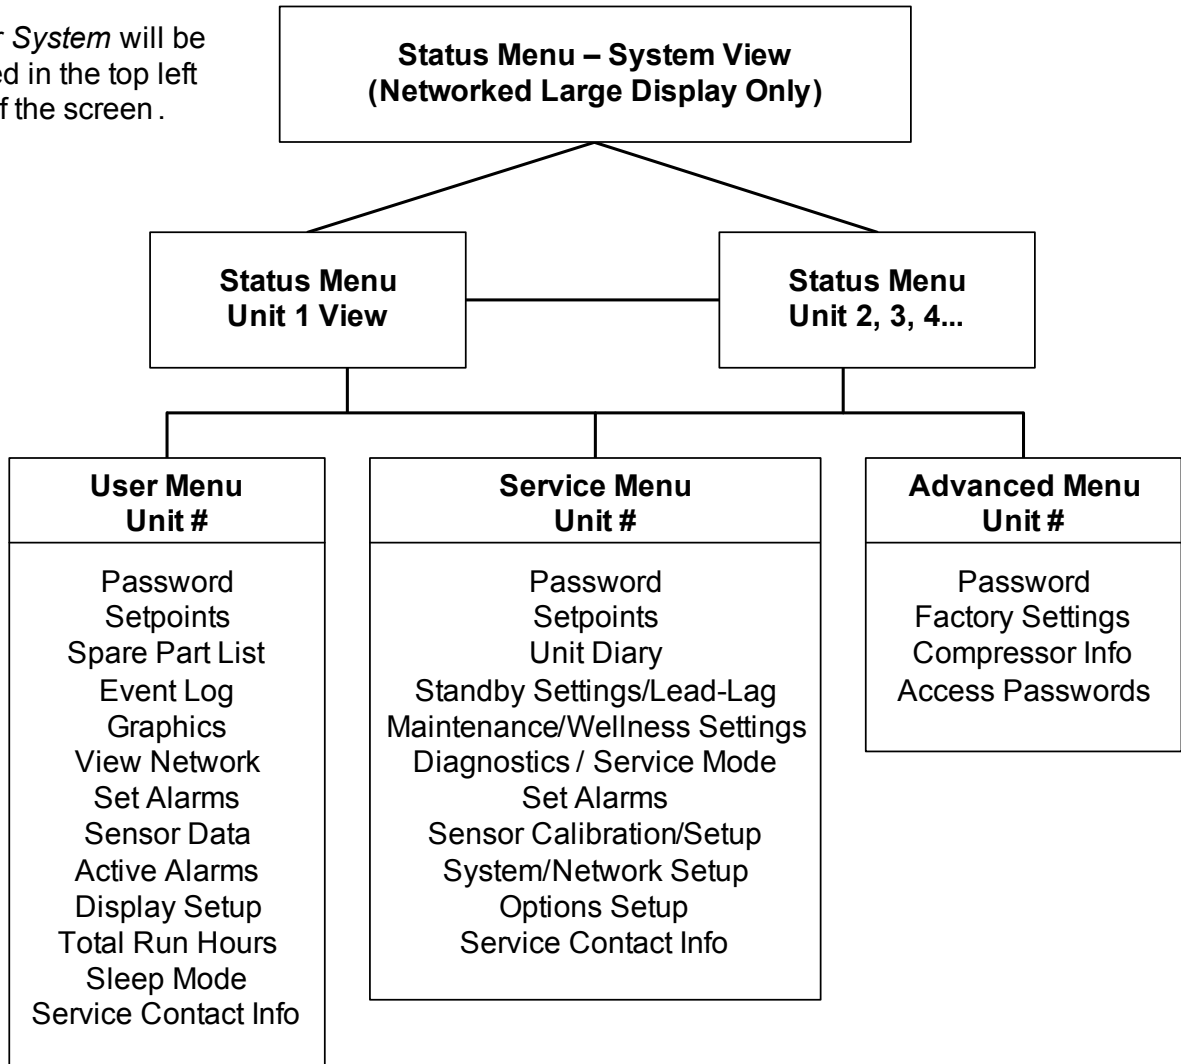 System will be
in the top left
the screen.
Status Menu – System View
(Networked Large Display Only)
Status Menu
Unit 1 View
Status Menu
Unit 2, 3, 4...
User Menu
Unit #
Password
Setpoints
Spare Part List
Event Log
Graphics
View Network
Set Alarms
Sensor Data
Active Alarms
Display Setup
Total Run Hours
Sleep Mode
Service Contact Info
Service Menu
Unit #
Password
Setpoints
Unit Diary
Standby Settings/Lead-Lag
Maintenance/Wellness Settings
Diagnostics / Service Mode
Set Alarms
Sensor Calibration/Setup
System/Network Setup
Options Setup
Service Contact Info
Advanced Menu
Unit #
Password
Factory Settings
Compressor Info
Access Passwords